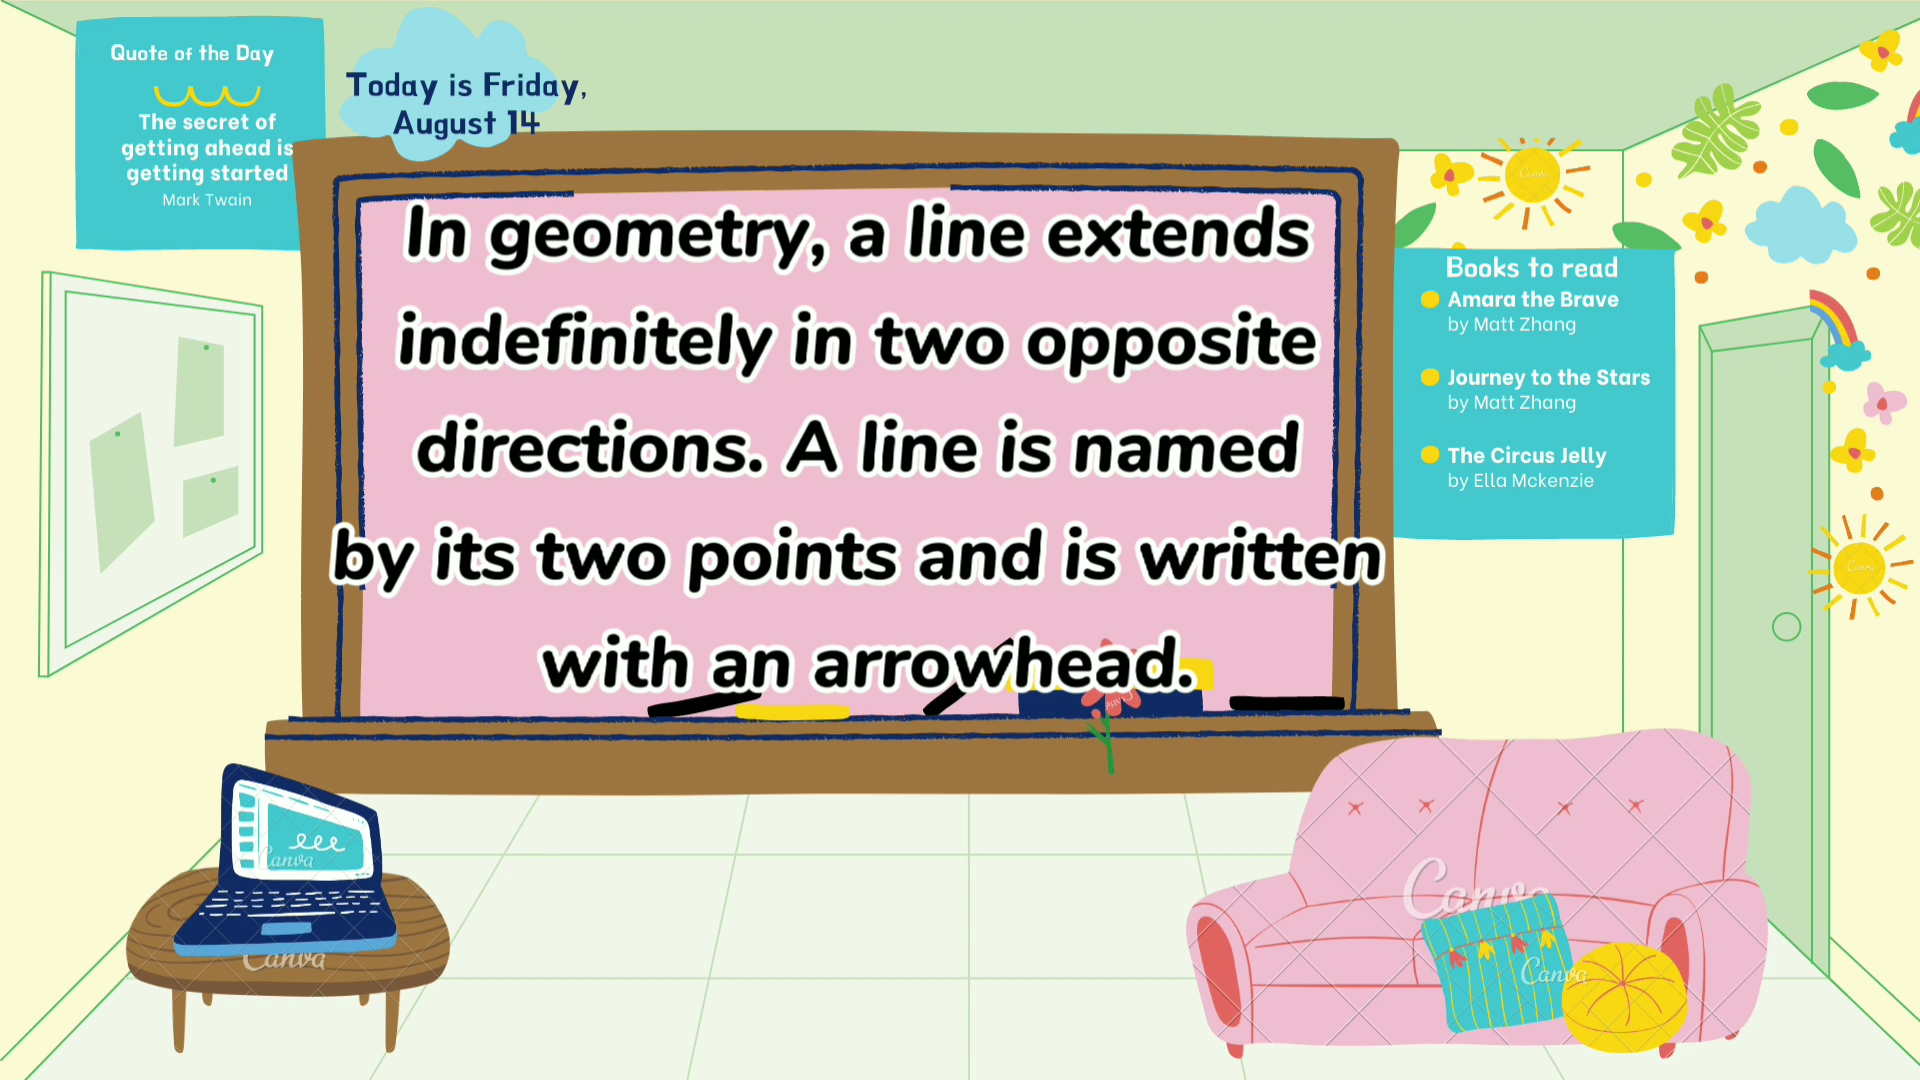 Quote of the Day
The secret of
getting ahead is
getting started
Mark Twain
Today is Friday,
August 14
In geometry, a line extends
indefinitely in two opposite
directions. A line is named
by its two points and is written
with an arrowhead.
Books to read
Amara the Brave
by Matt Zhang
Journey to the Stars
by Matt Zhang
The Circus Jelly
by Ella Mckenzie
Canva
Canva
Canva
Canva
Canva
Canva